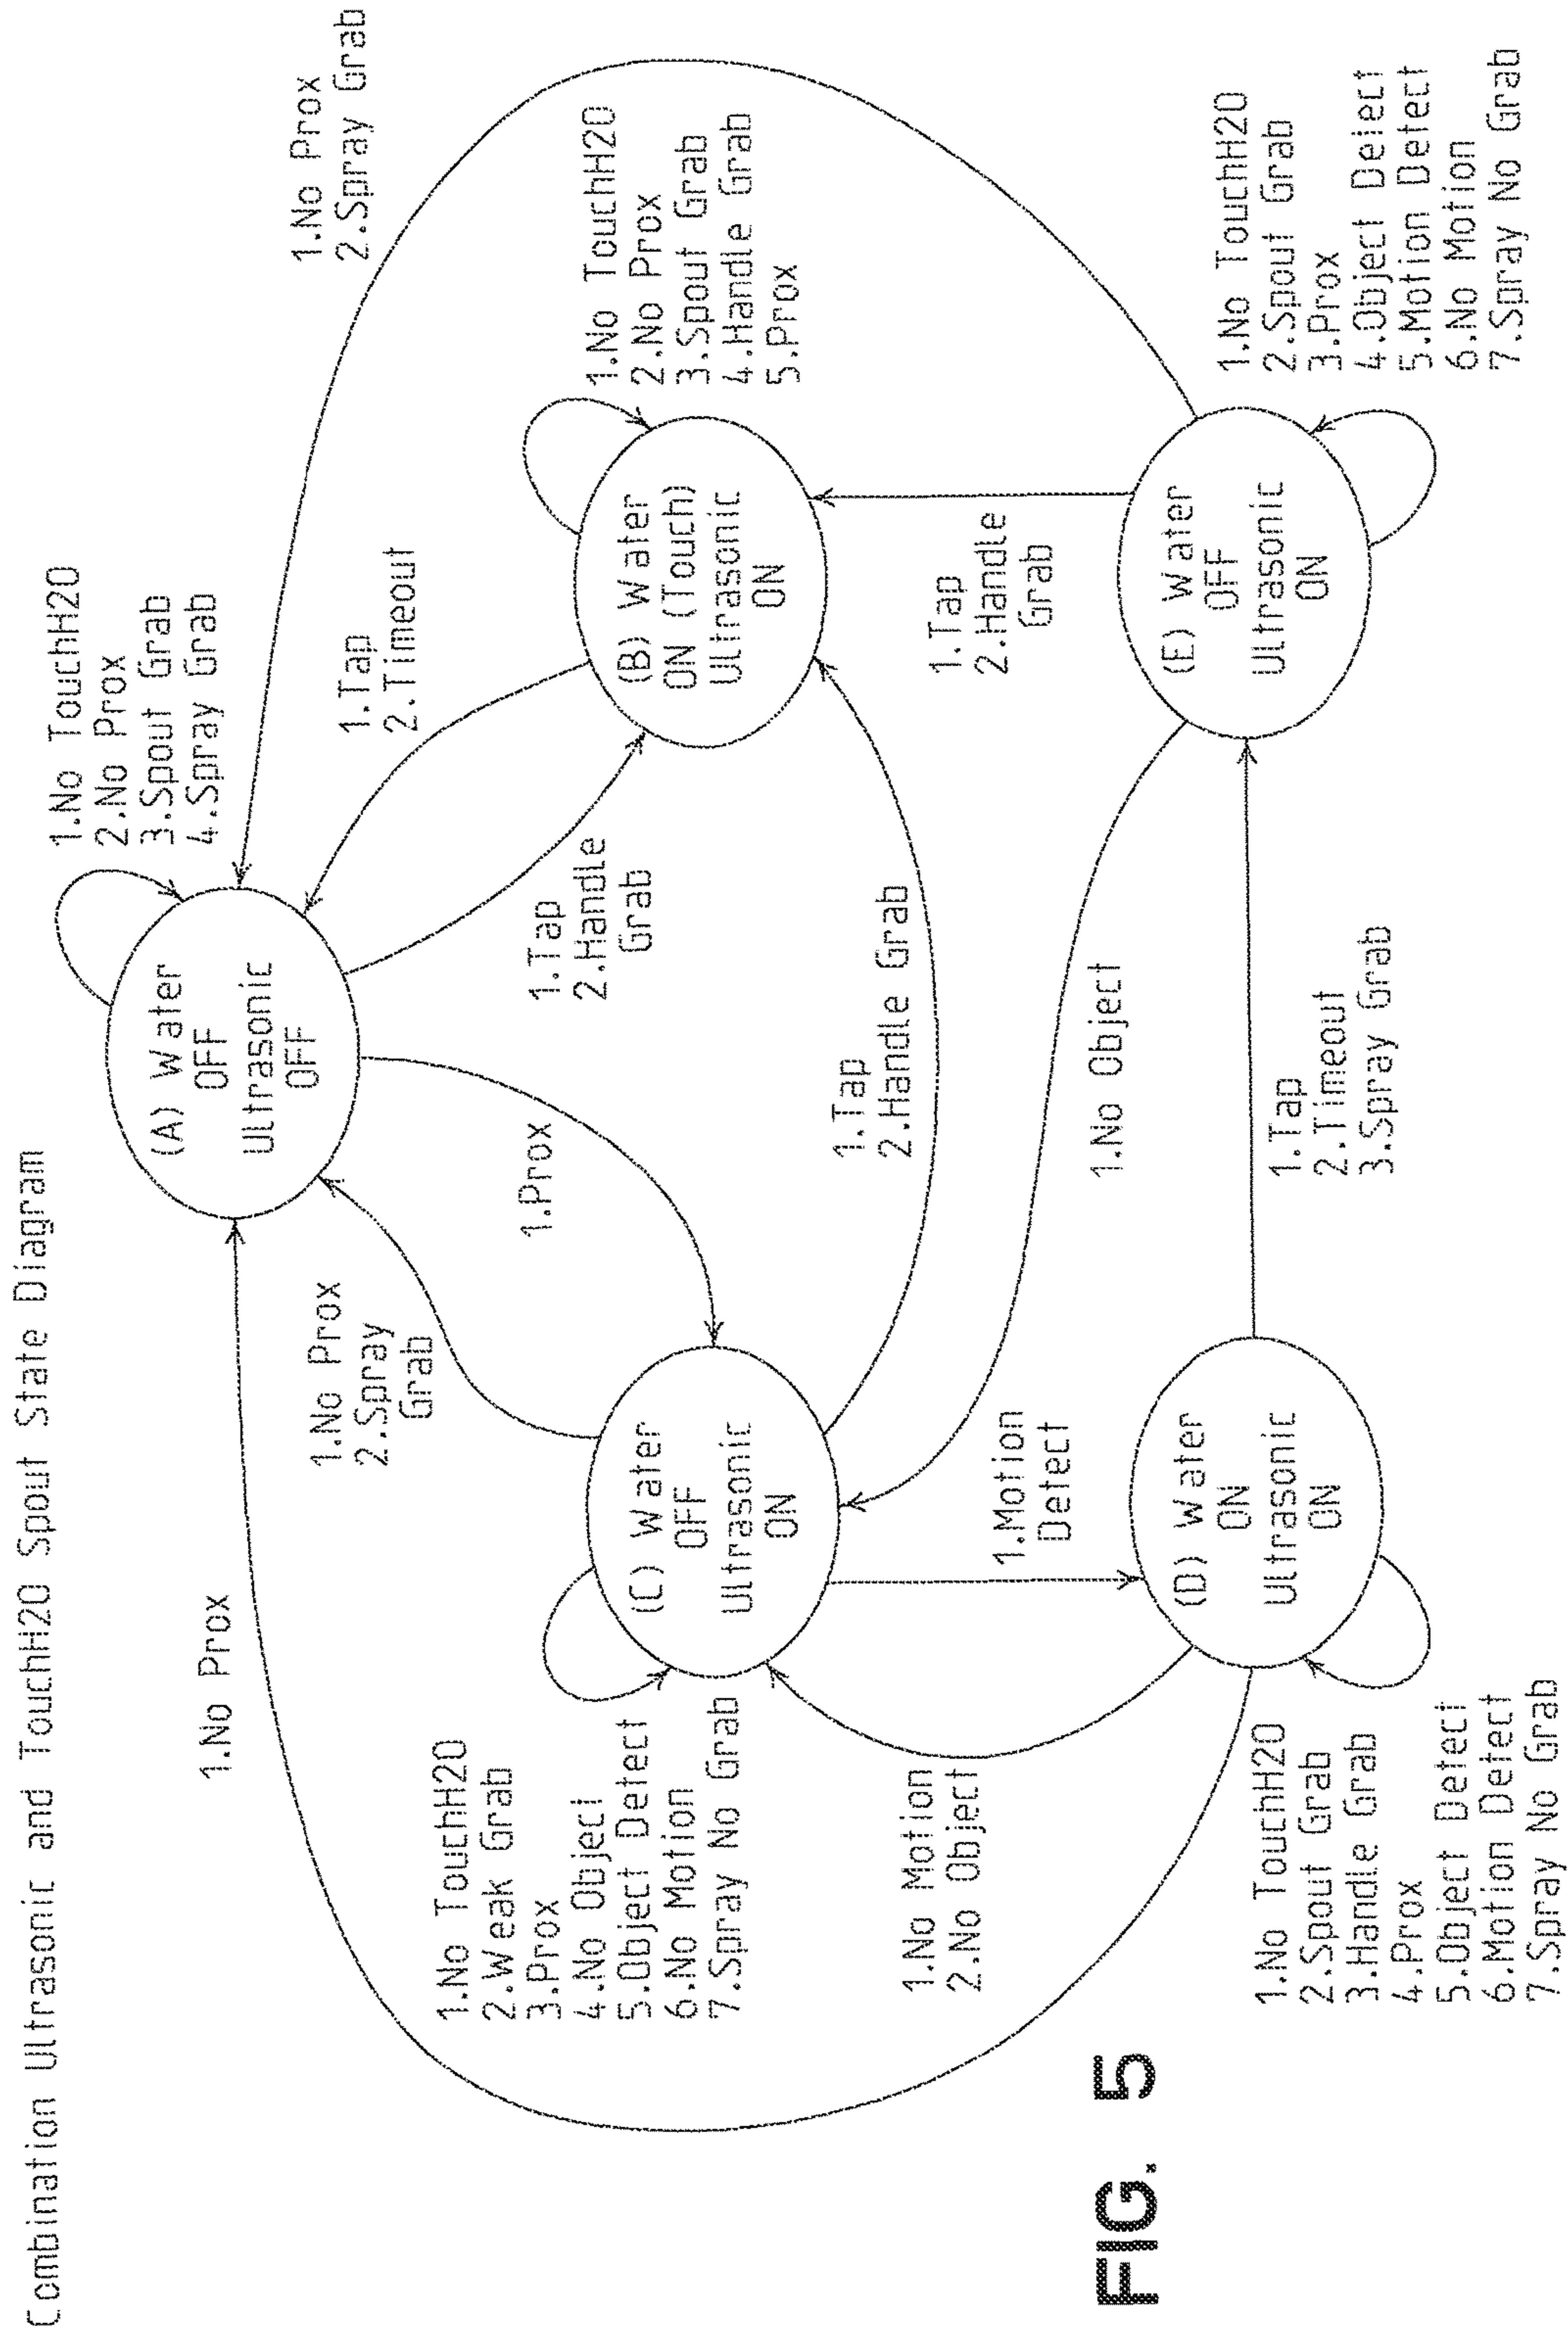 Combination Ultrasonic and TouchH2O Spout State Diagram
1.No TouchH2O
2.No Prox
3.Spout Grab
4.Spray Grab
(A) Water
OFF
Ultrasonic
OFF
1.No Prox
1.No Prox
2.Spray
Grab
1.Prox
1.Tap
2.Handle
Grab
1.Tap
2.Timeout
1.No Prox
2.Spray Grab
1.No TouchH2O
2.Weak Grab
3.Prox
4.No Object
5.Object Detect
6.No Motion
7.Spray No Grab
(C) Water
OFF
Ultrasonic
ON
1.Tap
2.Handle Grab
(B) Water
ON (Touch)
Ultrasonic
ON
1.No TouchH2O
2.No Prox
3.Spout Grab
4.Handle Grab
5.Prox
1.No Motion
2.No Object
1.Motion
Detect
1.No Object
1.Tap
2.Handle
Grab
1.No TouchH2O
2.Spout Grab
3.Handle Grab
4.Prox
5.Object Detect
6.Motion Detect
7.Spray No Grab
(D) Water
ON
Ultrasonic
ON
1.Tap
2.Timeout
3.Spray Grab
(E) Water
OFF
Ultrasonic
ON
1.No TouchH2O
2.Spout Grab
3.Prox
4.Object Detect
5.Motion Detect
6.No Motion
7.Spray No Grab
FIG. 5